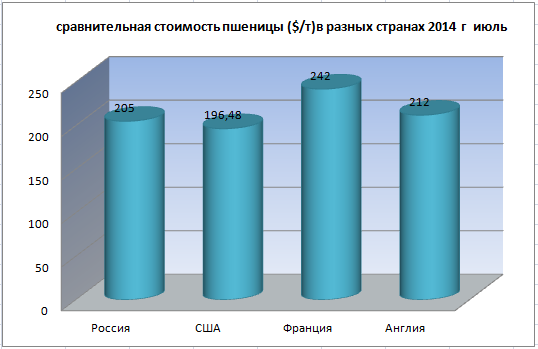 сравнительная стоимость пшеницы ($/т)в разных странах 2014 г июль
250
200
150
100
50
0
205
196,48
242
212
Россия
США
Франция
Англия